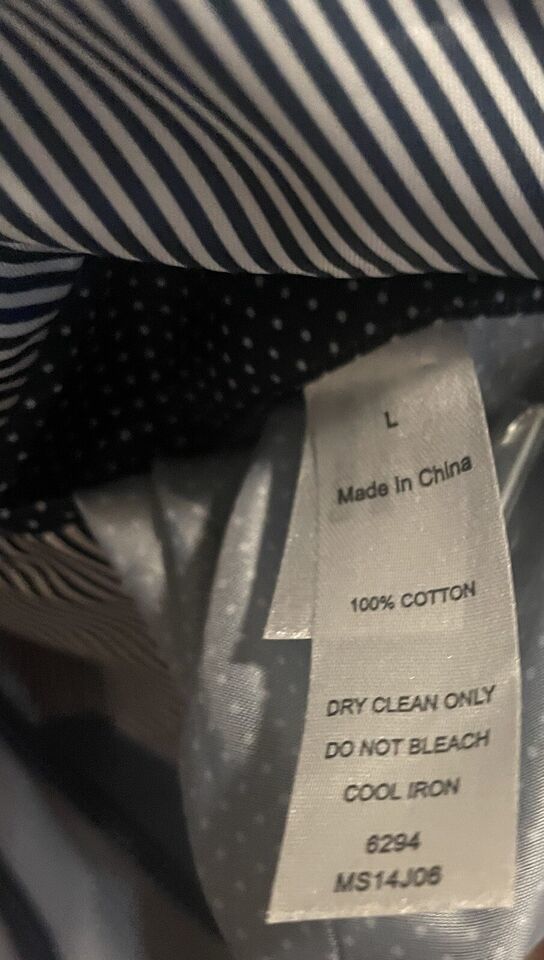 L
Made In China
100% COTTON
DRY CLEAN ONLY
DO NOT BLEACH
COOL IRON
6294
MS14J06